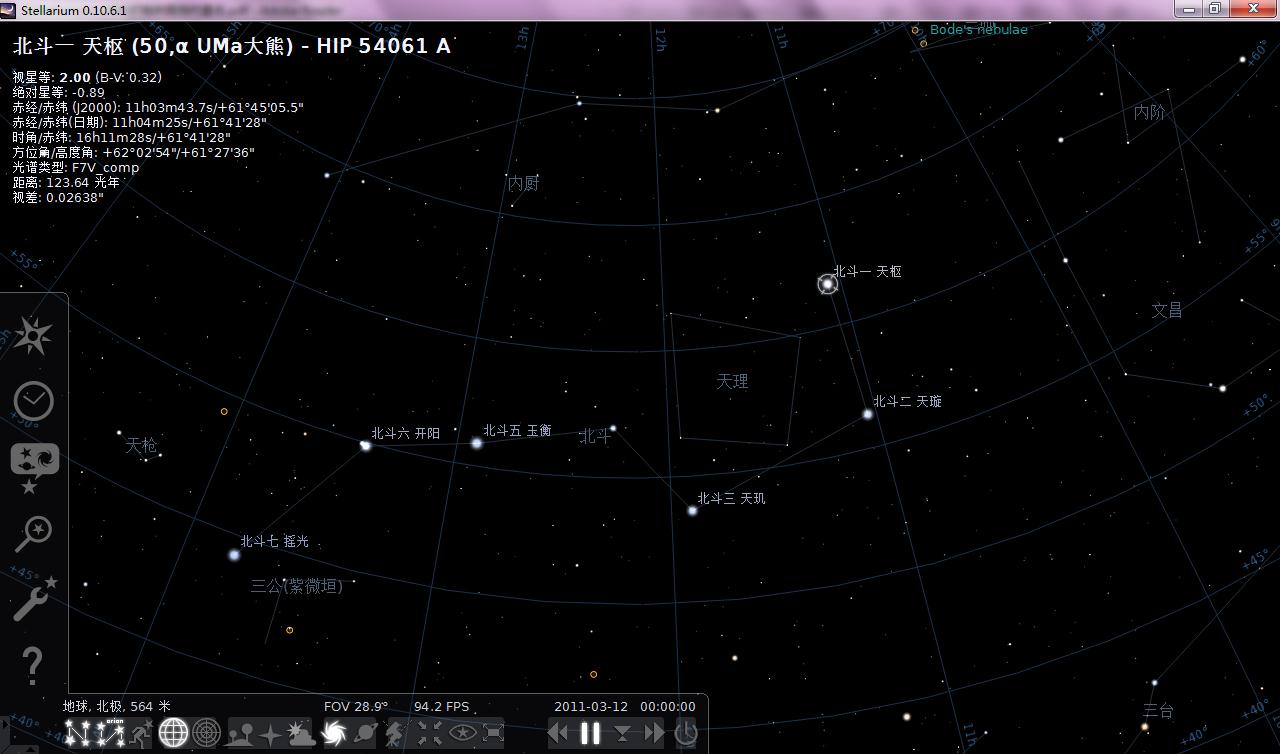 Stellarium 0.10.6.1
北斗一 天枢 (50,α UMa大熊) - HIP 54061 A
视星等: 2.00 (B-V: 0.32)
绝对星等: -0.89
赤经/赤纬 (J2000): 11h03m43.7s/+61°45'05.5"
赤经/赤纬(日期): 11h04m25s/+61°41'28"
时角/赤纬: 16h11m28s/+61°41'28"
方位角/高度角: +62°02'54"/+61°27'36"
光谱类型: F7V_comp
距离: 123.64 光年
视差: 0.02638"
13h
12h
11h
Bode's nebulae
+60°
内阶
内厨
+55°
+55°
北斗一 天枢
文昌
天理
北斗二 天璇
+50°
+50°
北斗六 开阳
北斗五 玉衡
北斗
天枪
北斗三 天玑
北斗七 摇光
+45°
+45°
三公(紫微垣)
三台
+40°
+40°
+40°
11h
地球, 北极, 564 米
FOV 28.9°
94.2 FPS
2011-03-12 00:00:00
orion